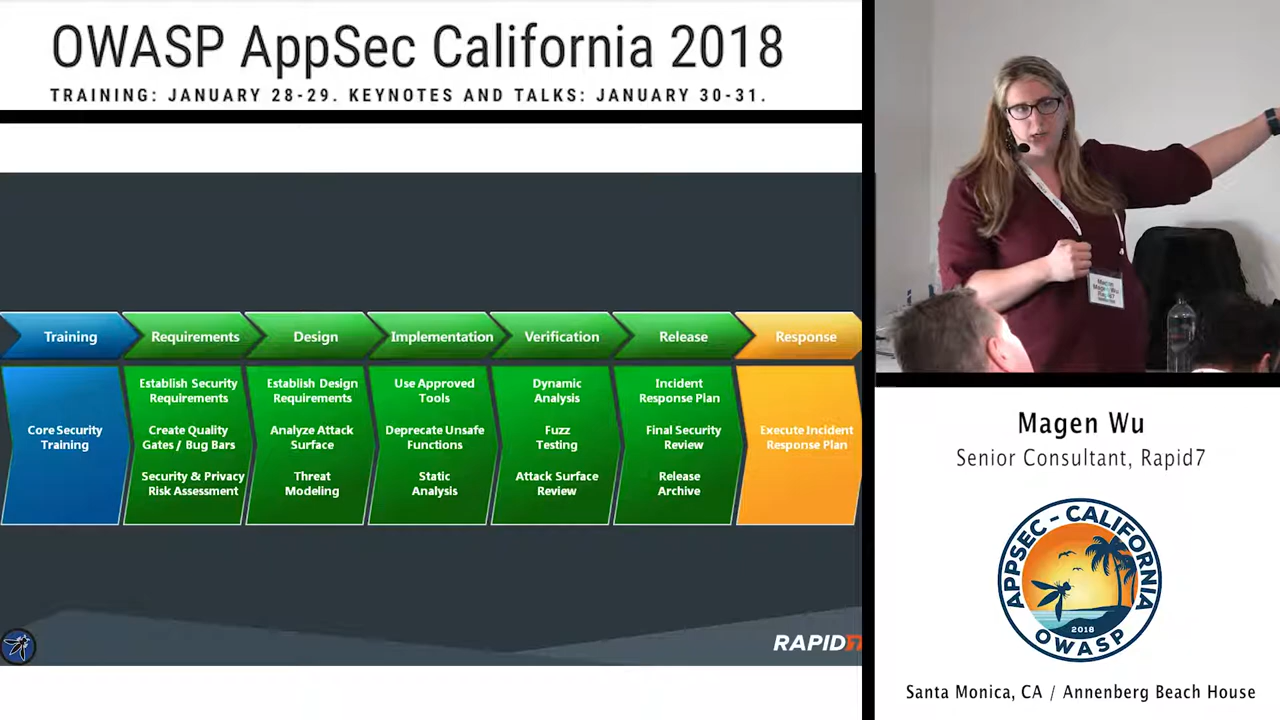 OWASP AppSec California 2018
TRAINING: JANUARY 28-29. KEYNOTES AND TALKS: JANUARY 30-31.
Training
Requirements
Design
Implementation
Verification
Release
Response
Core Security
Training
Establish Security
Requirements
Create Quality
Gates / Bug Bars
Security & Privacy
Risk Assessment
Establish Design
Requirements
Analyze Attack
Surface
Threat
Modeling
Use Approved
Tools
Deprecate Unsafe
Functions
Static
Analysis
Dynamic
Analysis
Fuzz
Testing
Attack Surface
Review
Incident
Response Plan
Final Security
Review
Release
Archive
Execute Incident
Response Plan
RAPID7
Magen Wu
Rapid7
Magen Wu
Senior Consultant, Rapid7
APPSEC - CALIFORNIA
2018
OWASP
Santa Monica, CA / Annenberg Beach House